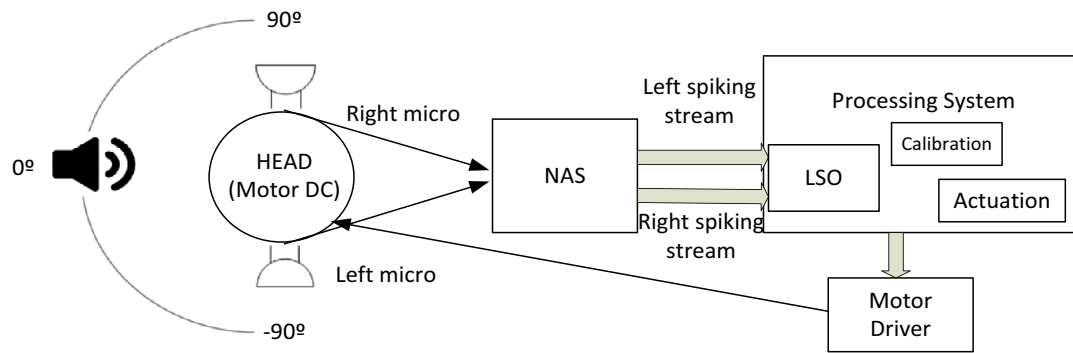 90º
0º
-90º
HEAD
(Motor DC)
Right micro
Left micro
NAS
Left spiking
stream
Right spiking
stream
Processing System
Calibration
LSO
Actuation
Motor
Driver